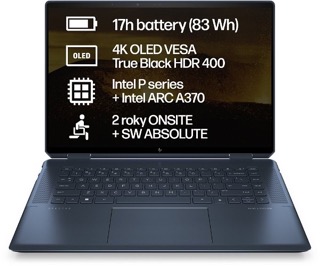 17h battery (83 Wh)
OLED
4K OLED VESA
True Black HDR 400
Intel P series
+ Intel ARC A370
2 roky ONSITE
+ SW ABSOLUTE